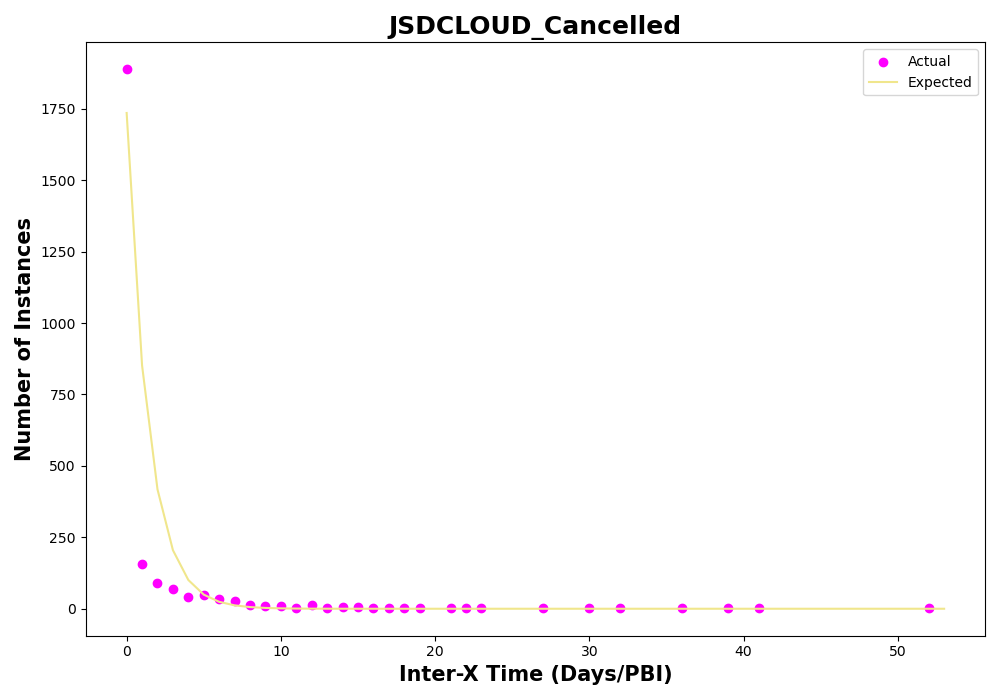 JSDCLOUD_Cancelled
Actual
Expected
1750
1500
1250
1000
750
500
250
0
Number of Instances
0 10 20 30 40 50
Inter-X Time (Days/PBI)